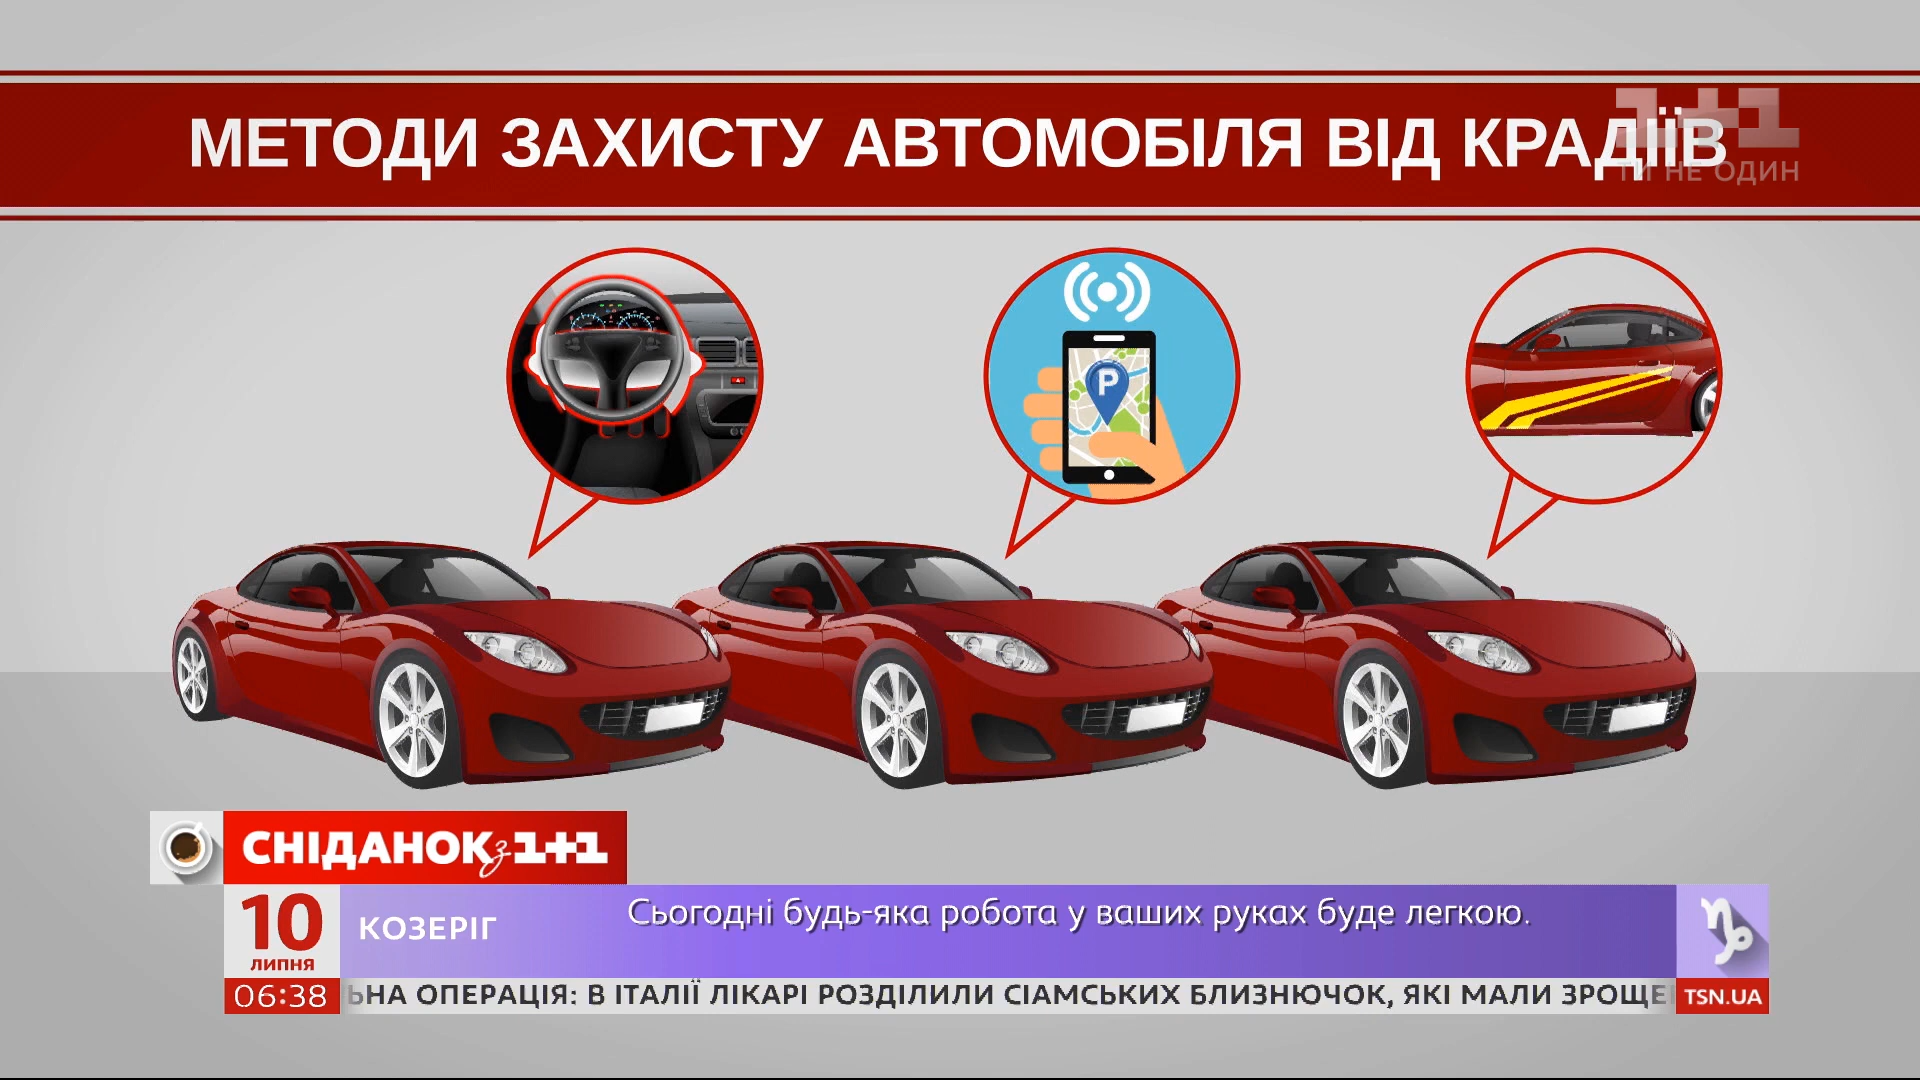 МЕТОДИ ЗАХИСТУ АВТОМОБІЛЯ ВІД КРАДІЇВ
1+1
ТИ НЕ ОДИН
P
СНІДАНОК з 1+1
10
ЛИПНЯ
КОЗЕРІГ
Сьогодні будь-яка робота у ваших руках буде легкою.
06:38
ЬНА ОПЕРАЦІЯ: В ІТАЛІЇ ЛІКАРІ РОЗДІЛИЛИ СІАМСЬКИХ БЛИЗНЮЧОК, ЯКІ МАЛИ ЗРОЩЕ
TSN.UA